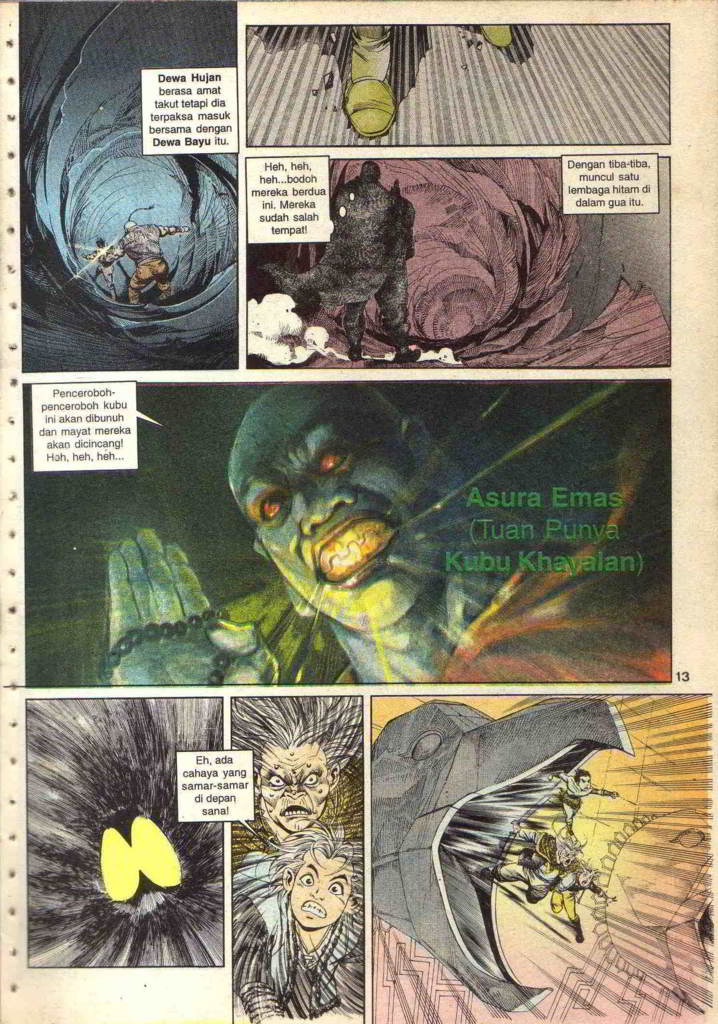 Dewa Hujan
berasa amat
takut tetapi dia
terpaksa masuk
bersama dengan
Dewa Bayu itu.
Heh, heh,
heh...bodoh
mereka berdua
ini. Mereka
sudah salah
tempat!
Dengan tiba-tiba,
muncul satu
lembaga hitam di
dalam gua itu.
Penceroboh-
penceroboh kubu
ini akan dibunuh
dan mayat mereka
akan dicincang!
Hoh, heh, heh...
Asura Emas
(Tuan Punya
Kubu Khayalan)
13
Eh, ada
cahaya yang
samar-samar
di depan
sana!